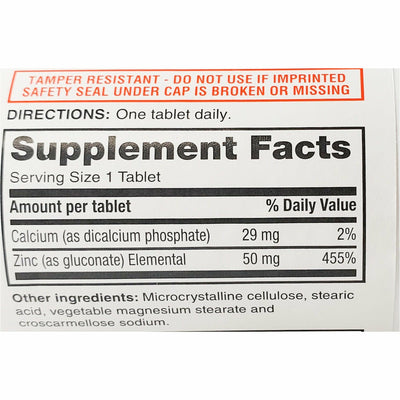 TAMPER RESISTANT - DO NOT USE IF IMPRINTED
SAFETY SEAL UNDER CAP IS BROKEN OR MISSING
DIRECTIONS: One tablet daily.
Supplement Facts
Serving Size 1 Tablet
Amount per tablet % Daily Value
Calcium (as dicalcium phosphate) 29 mg 2%
Zinc (as gluconate) Elemental 50 mg 455%
Other ingredients: Microcrystalline cellulose, stearic
acid, vegetable magnesium stearate and
croscarmellose sodium.